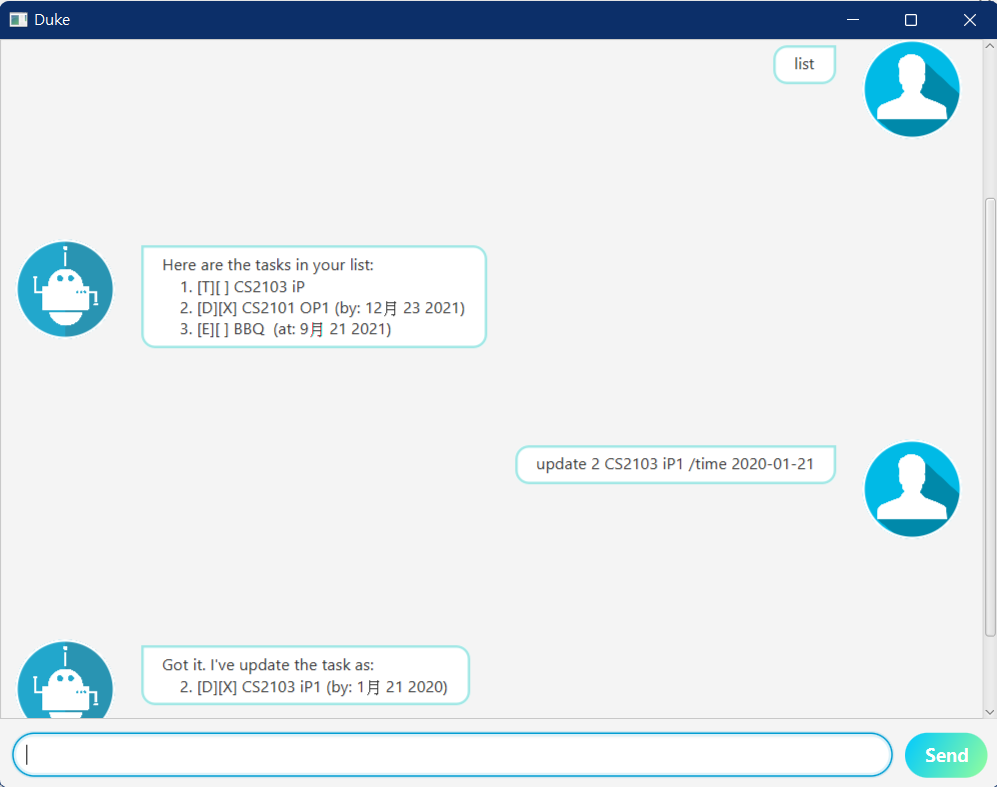 Duke
list
Here are the tasks in your list:
1. [T][ ] CS2103 iP
2. [D][X] CS2101 OP1 (by: 12月 23 2021)
3. [E][ ] BBQ  (at: 9月 21 2021)
update 2 CS2103 iP1 /time 2020-01-21
Got it. I've update the task as:
2. [D][X] CS2103 iP1 (by: 1月 21 2020)
Send